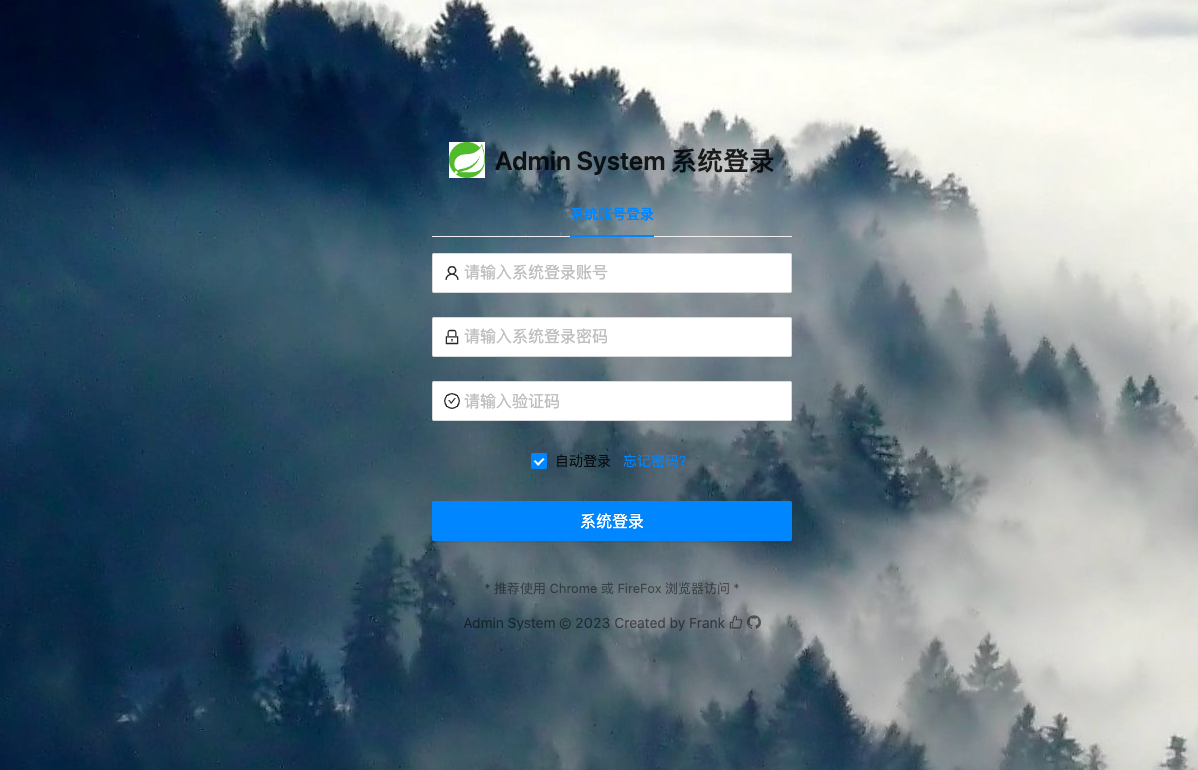 Admin System 系统登录
系统账号登录
请输入系统登录账号
请输入系统登录密码
请输入验证码
自动登录 忘记密码?
系统登录
* 推荐使用 Chrome 或 FireFox 浏览器访问 *
Admin System © 2023 Created by Frank